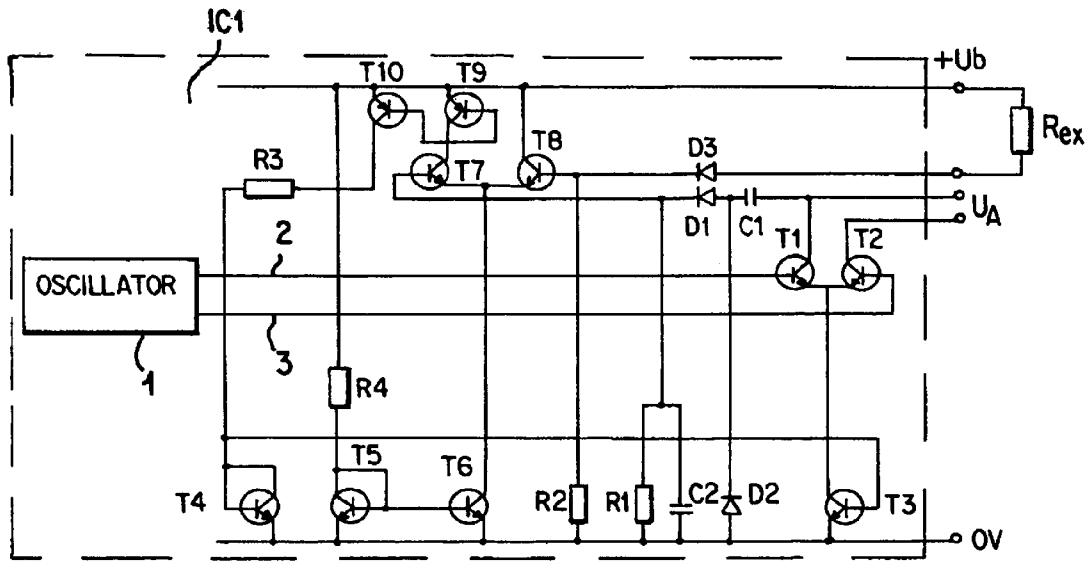 IC1
+Ub
T10
T9
Rex
T8
T7
D3
R3
UA
D1
C1
T1
T2
2
OSCILLATOR
3
1
R4
T5
T6
T4
R2
R1
C2
D2
T3
0V